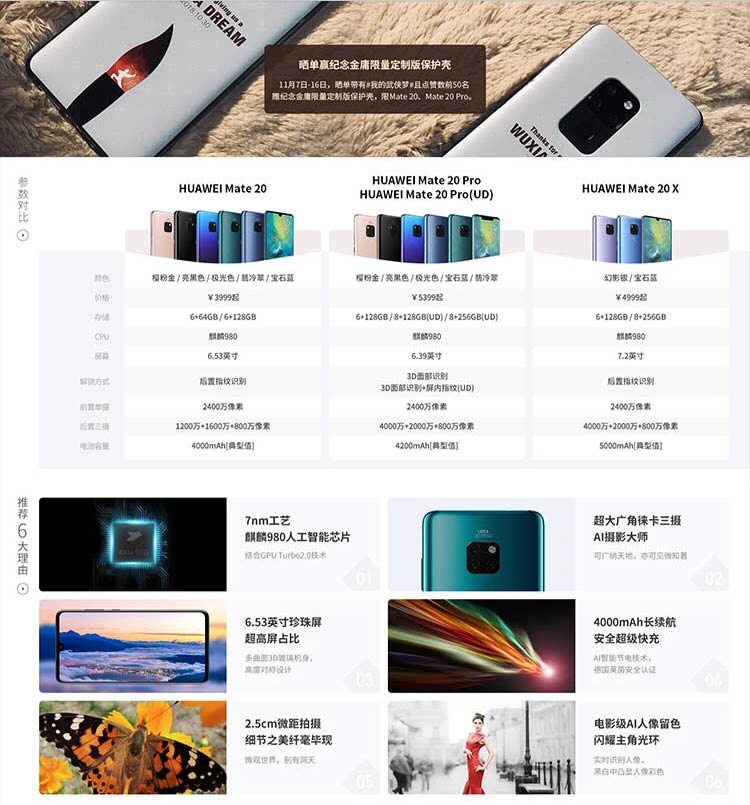 giving us a
A DREAM
2018.10.30
晒单赢纪念金庸限量定制版保护壳
11月7日-16日，晒单带有#我的武侠梦#且点赞数前50名
赠纪念金庸限量定制版保护壳，限Mate 20、Mate 20 Pro。
Thanks for
WUXIA
参数对比
HUAWEI Mate 20
HUAWEI Mate 20 Pro
HUAWEI Mate 20 Pro(UD)
HUAWEI Mate 20 X
颜色 樱粉金 / 亮黑色 / 极光色 / 翡冷翠 / 宝石蓝 樱粉金 / 亮黑色 / 极光色 / 宝石蓝 / 翡冷翠 幻影银 / 宝石蓝
价格 ￥3999起 ￥5399起 ￥4999起
存储 6+64GB / 6+128GB 6+128GB / 8+128GB(UD) / 8+256GB(UD) 6+128GB / 8+256GB
CPU 麒麟980 麒麟980 麒麟980
屏幕 6.53英寸 6.39英寸 7.2英寸
解锁方式 后置指纹识别 3D面部识别 后置指纹识别
3D面部识别+屏内指纹(UD)
前置单摄 2400万像素 2400万像素 2400万像素
后置三摄 1200万+1600万+800万像素 4000万+2000万+800万像素 4000万+2000万+800万像素
电池容量 4000mAh[典型值] 4200mAh[典型值] 5000mAh[典型值]
推荐6大理由
Kirin 980
7nm工艺
麒麟980人工智能芯片
结合GPU Turbo2.0技术
01
LEICA
超大广角徕卡三摄
AI摄影大师
可广纳天地，亦可见微知著
02
6.53英寸珍珠屏
超高屏占比
多曲面3D玻璃机身，
高度对称设计
03
4000mAh长续航
安全超级快充
AI智能节电技术，
德国莱茵安全认证
06
2.5cm微距拍摄
细节之美纤毫毕现
微观世界，别有洞天
05
电影级AI人像留色
闪耀主角光环
实时识别人像，
黑白中凸显人像彩色
06